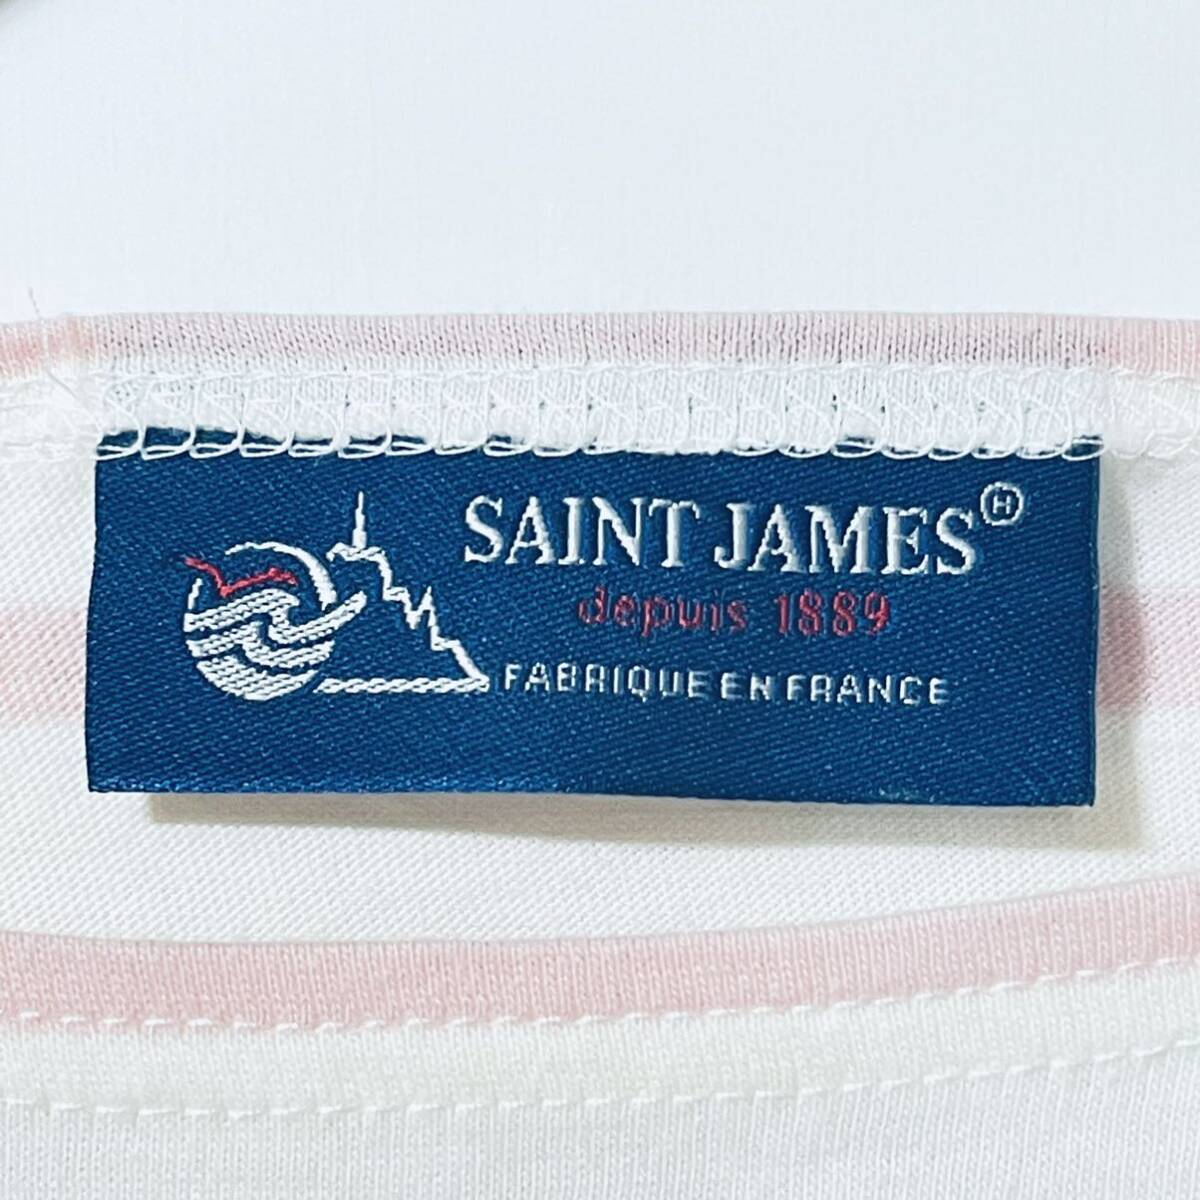 SAINT JAMES Ⓗ
depuis 1889
FABRIQUE EN FRANCE